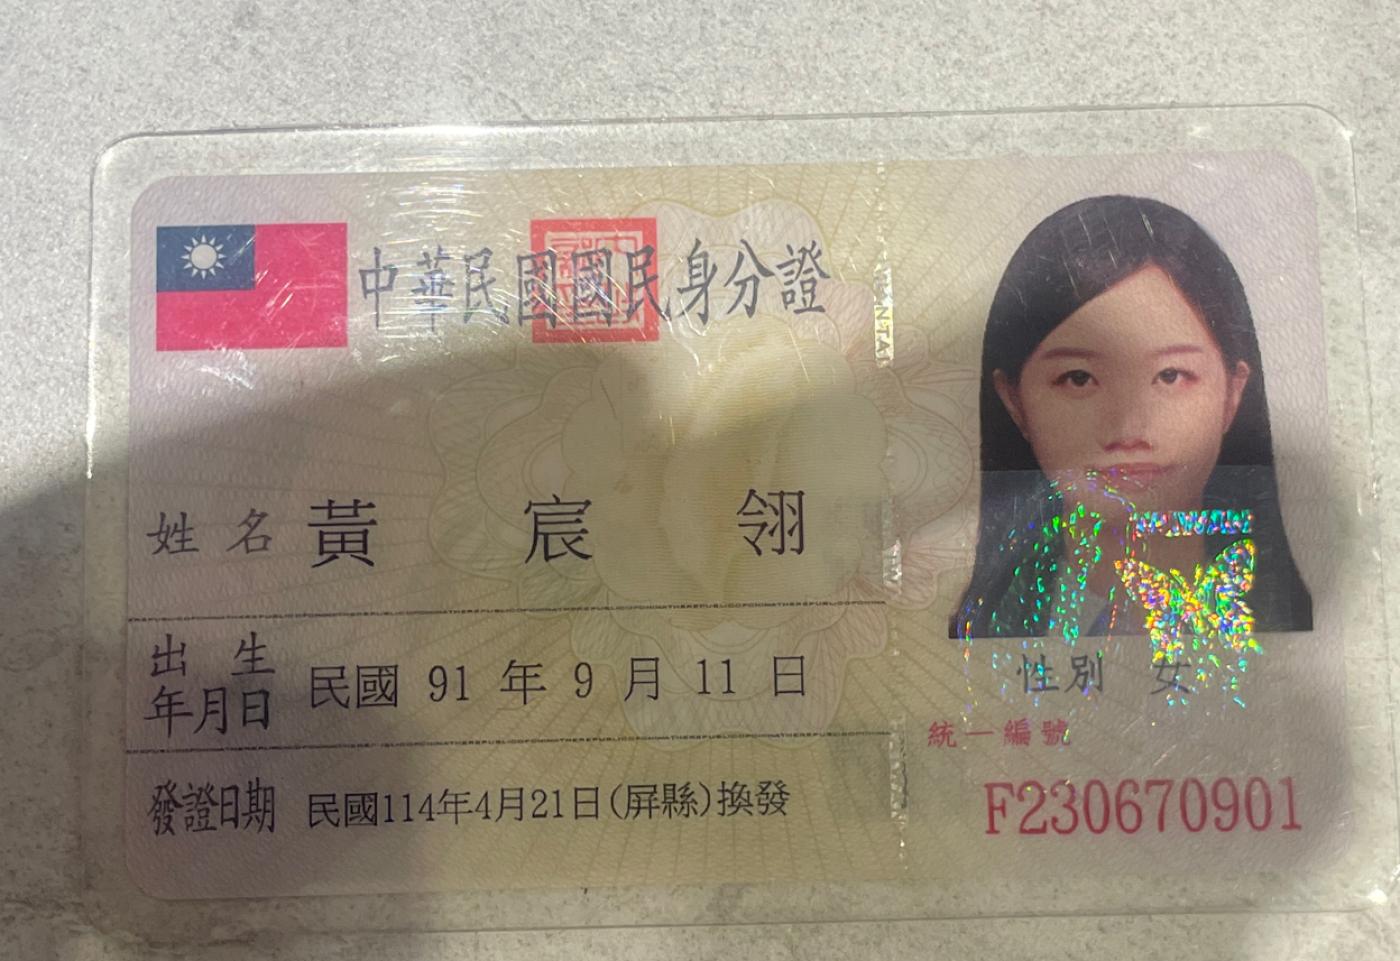 中華民國國民身分證
姓名 黃宸翎
出生年月日 民國 91 年 9 月 11 日
發證日期 民國114年4月21日(屏縣)換發
性別 女
統一編號
F230670901